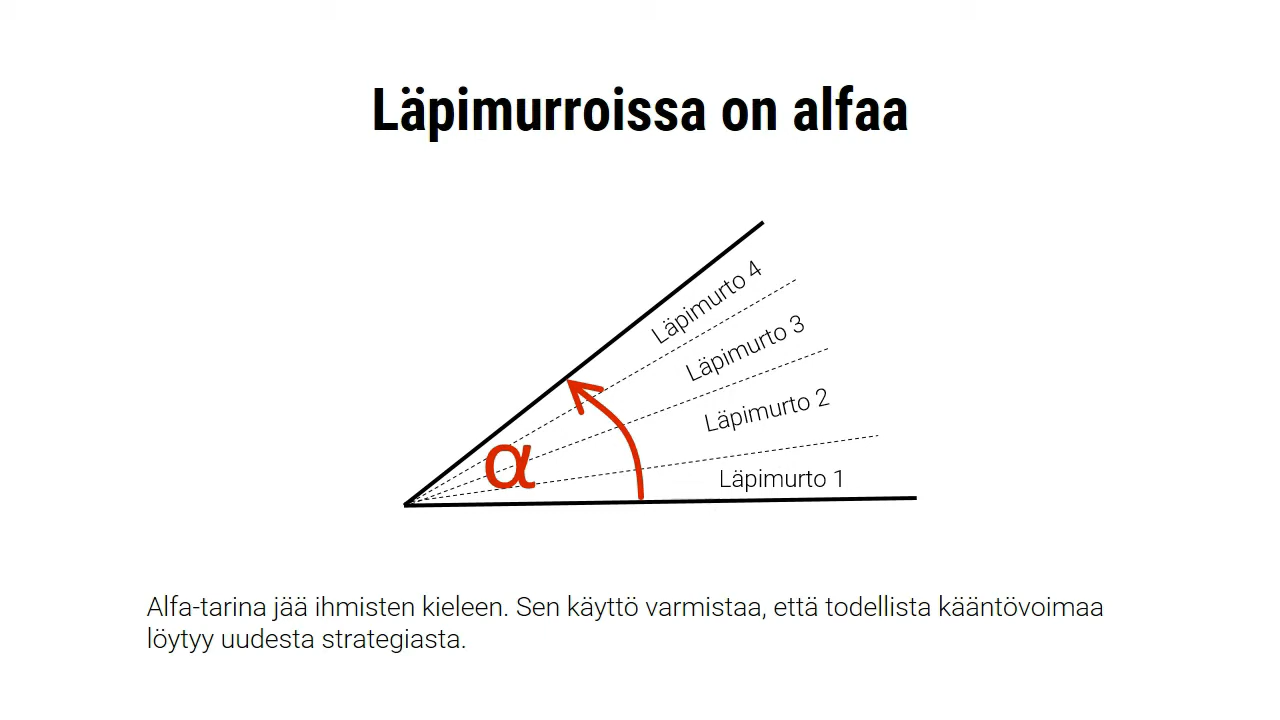 Läpimurroissa on alfaa
Läpimurto 4
Läpimurto 3
Läpimurto 2
α
Läpimurto 1
Alfa-tarina jää ihmisten kieleen. Sen käyttö varmistaa, että todellista kääntövoimaa
löytyy uudesta strategiasta.